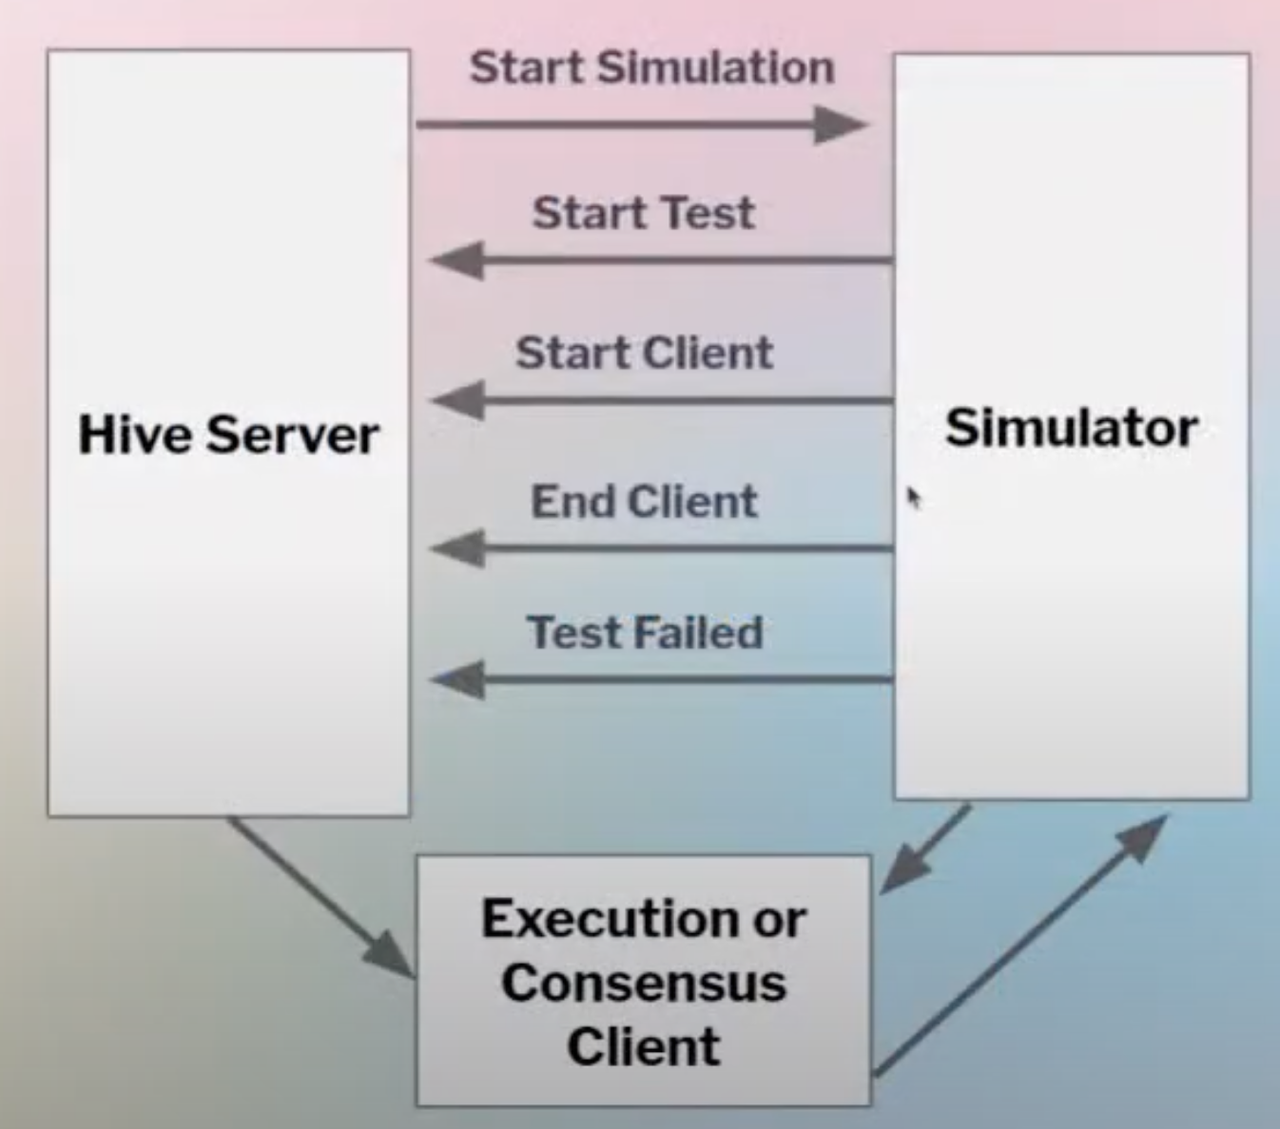 Start Simulation
Start Test
Start Client
Hive Server
Simulator
End Client
Test Failed
Execution or
Consensus
Client